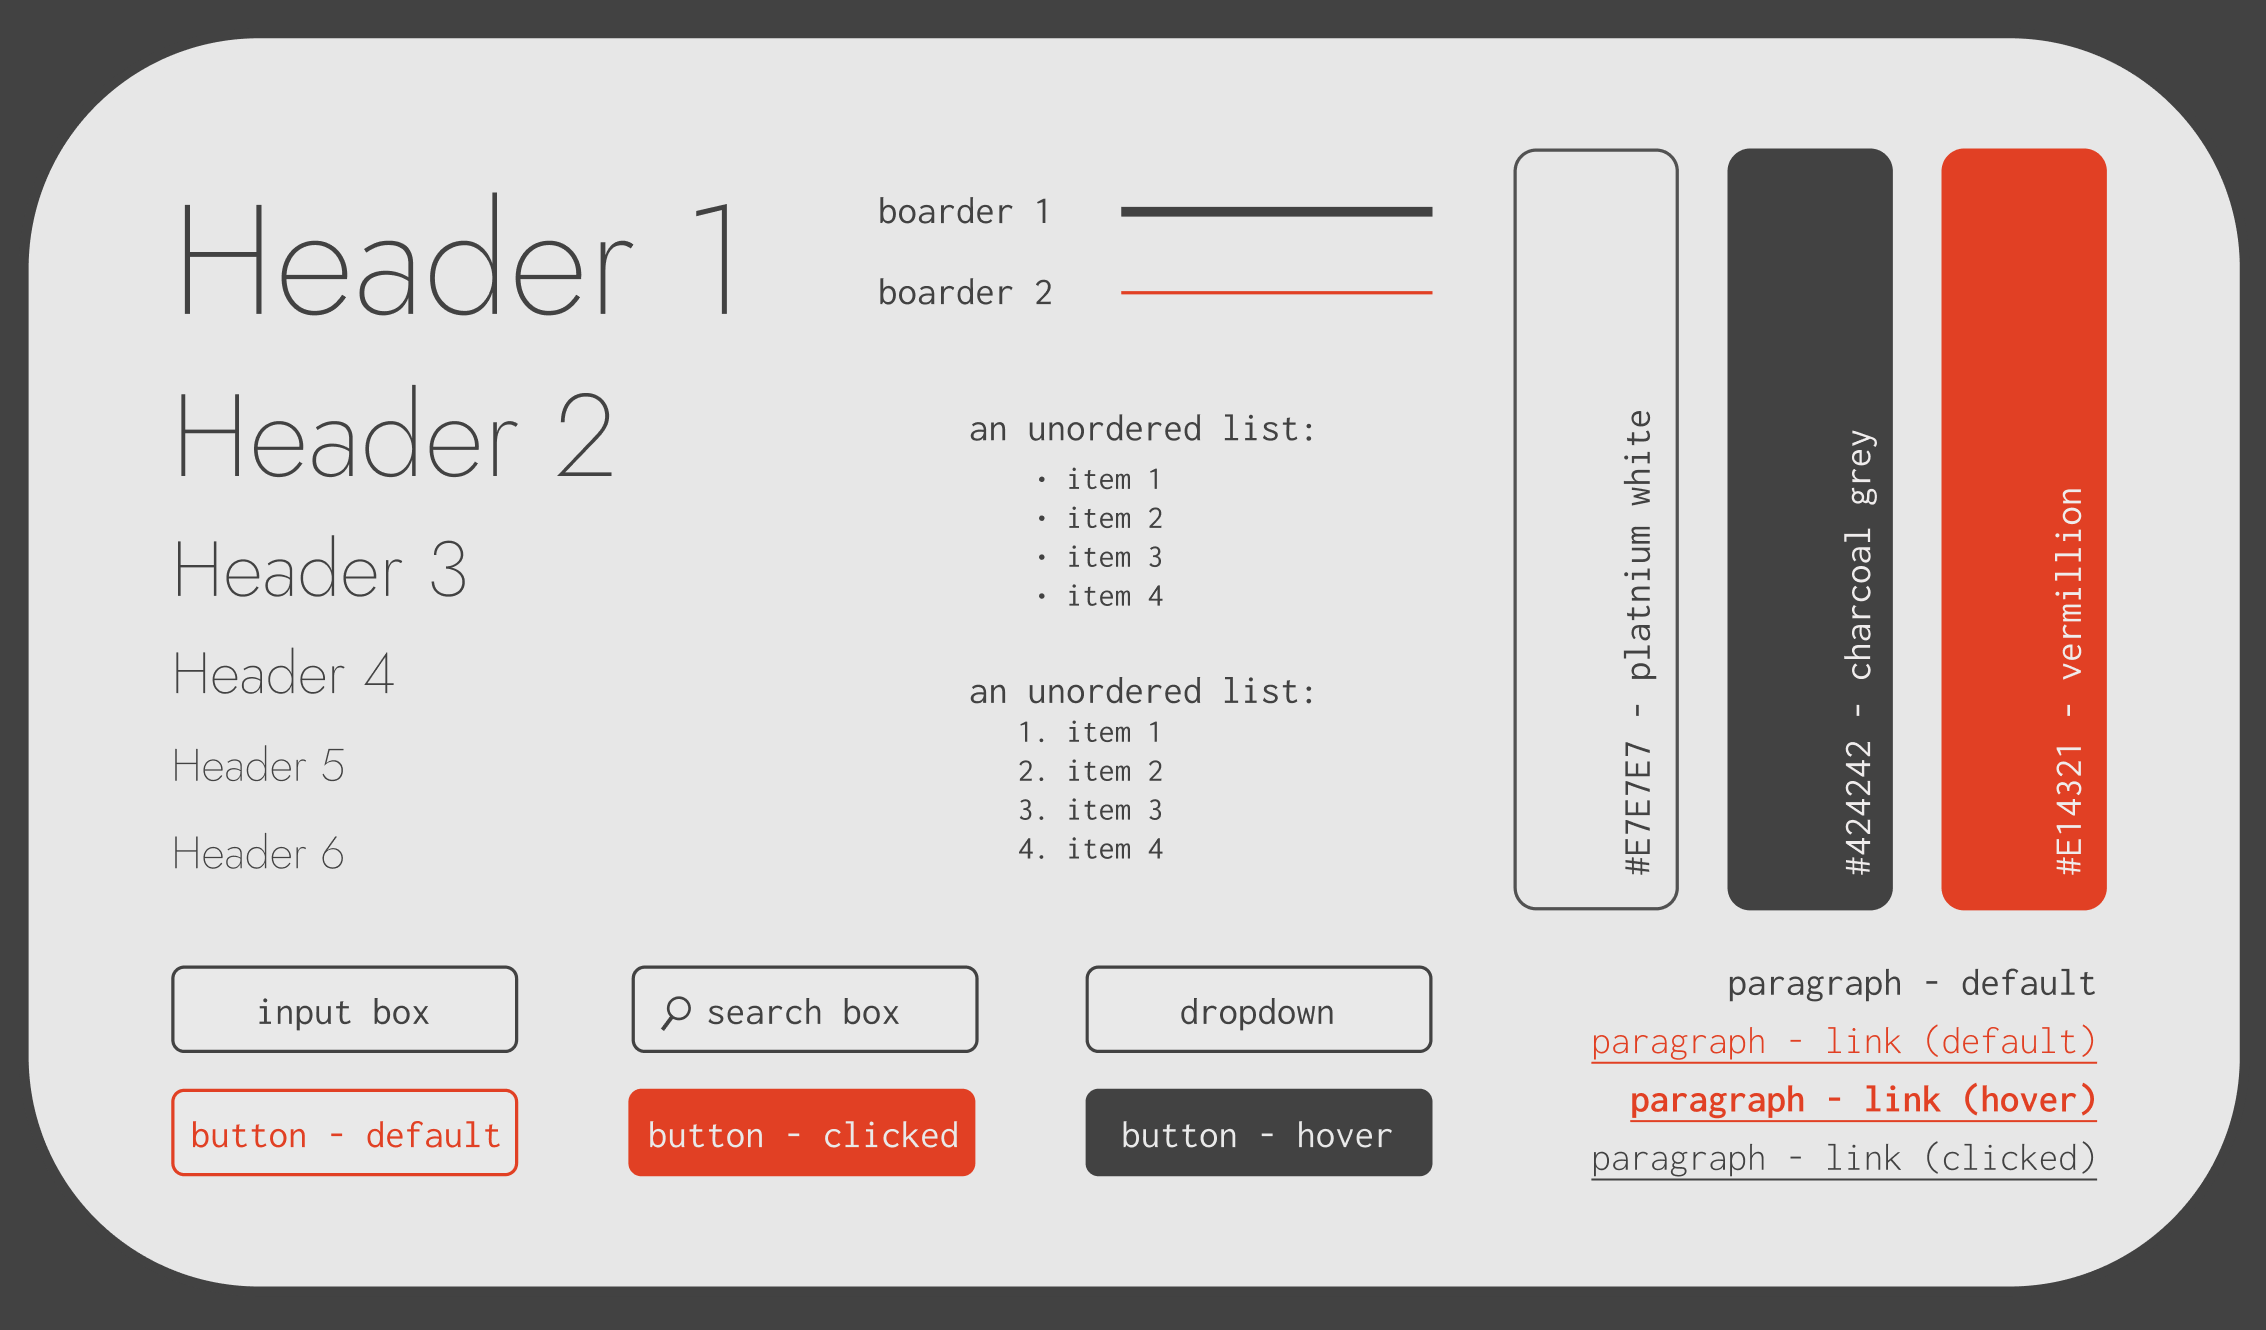 Header 1
Header 2
Header 3
Header 4
Header 5
Header 6
boarder 1
boarder 2
an unordered list:
• item 1
• item 2
• item 3
• item 4
an unordered list:
1. item 1
2. item 2
3. item 3
4. item 4
#E7E7E7 - platnium white
#424242 - charcoal grey
#E14321 - vermillion
input box
search box
dropdown
button - default
button - clicked
button - hover
paragraph - default
paragraph - link (default)
paragraph - link (hover)
paragraph - link (clicked)